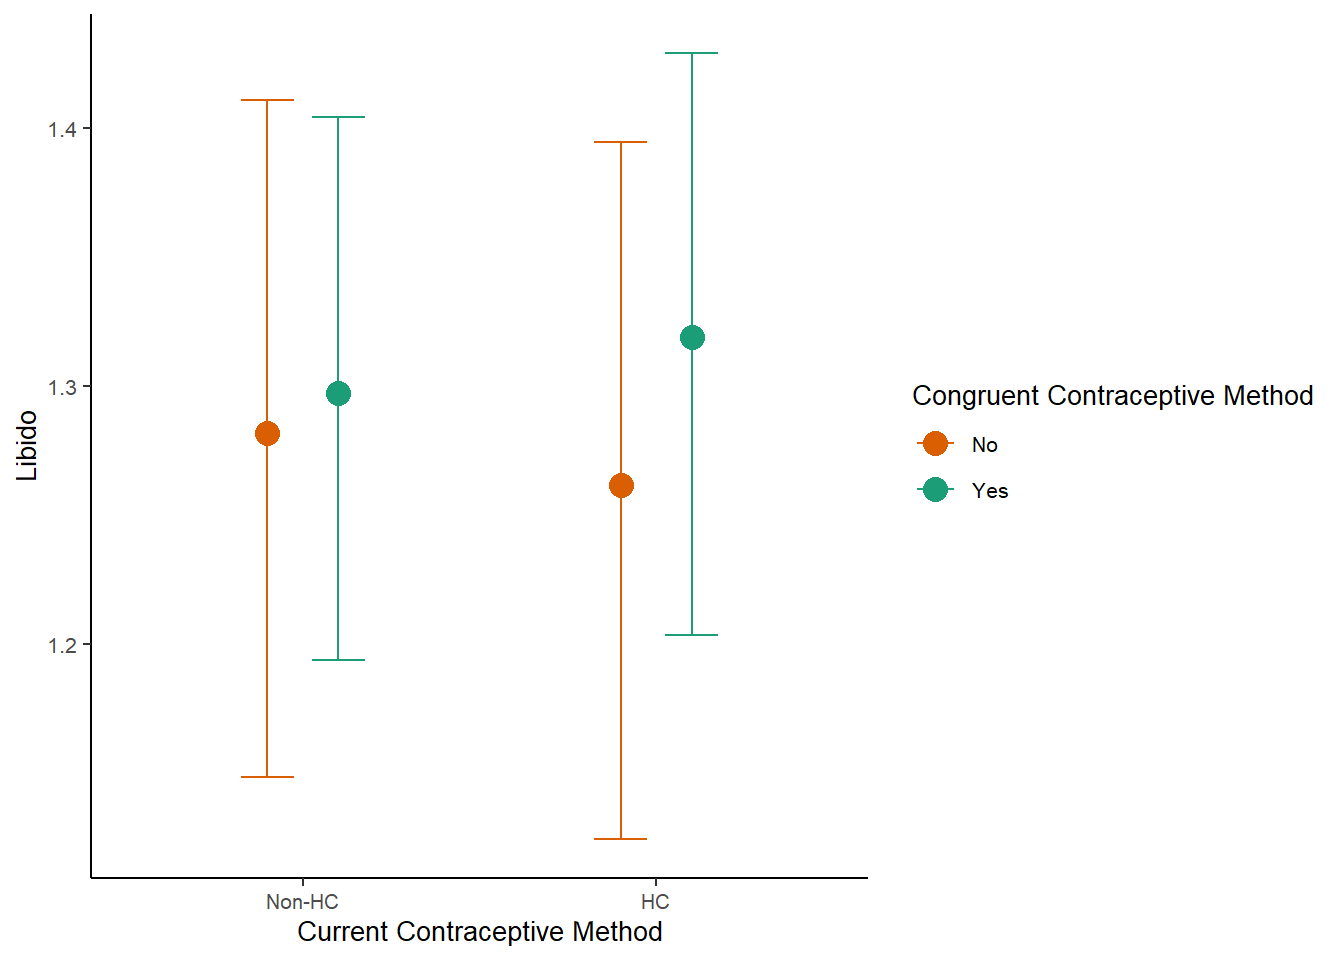 Libido
1.4
1.3
1.2
Non-HC
HC
Current Contraceptive Method
Congruent Contraceptive Method
No
Yes